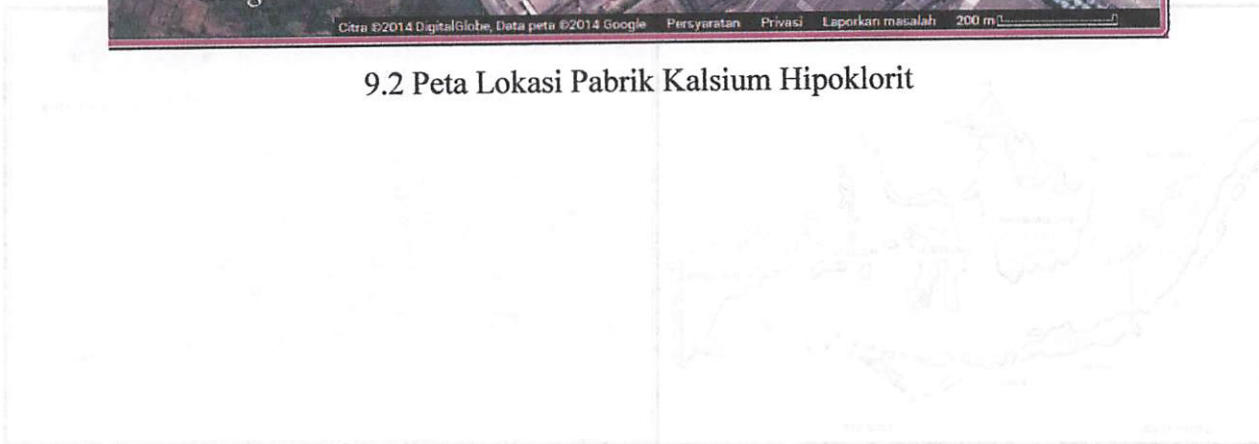 Citra ©2014 DigitalGlobe, Data peta ©2014 Google Persyaratan Privasi Laporkan masalah 200 m
9.2 Peta Lokasi Pabrik Kalsium Hipoklorit